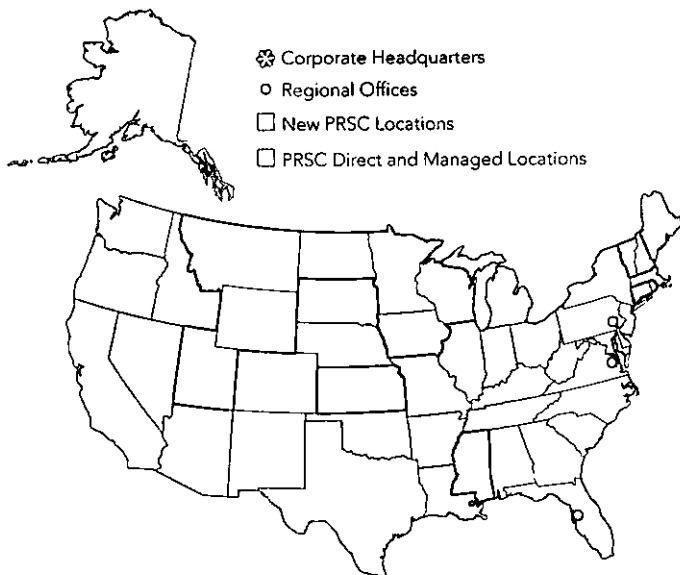 Corporate Headquarters
Regional Offices
New PRSC Locations
PRSC Direct and Managed Locations